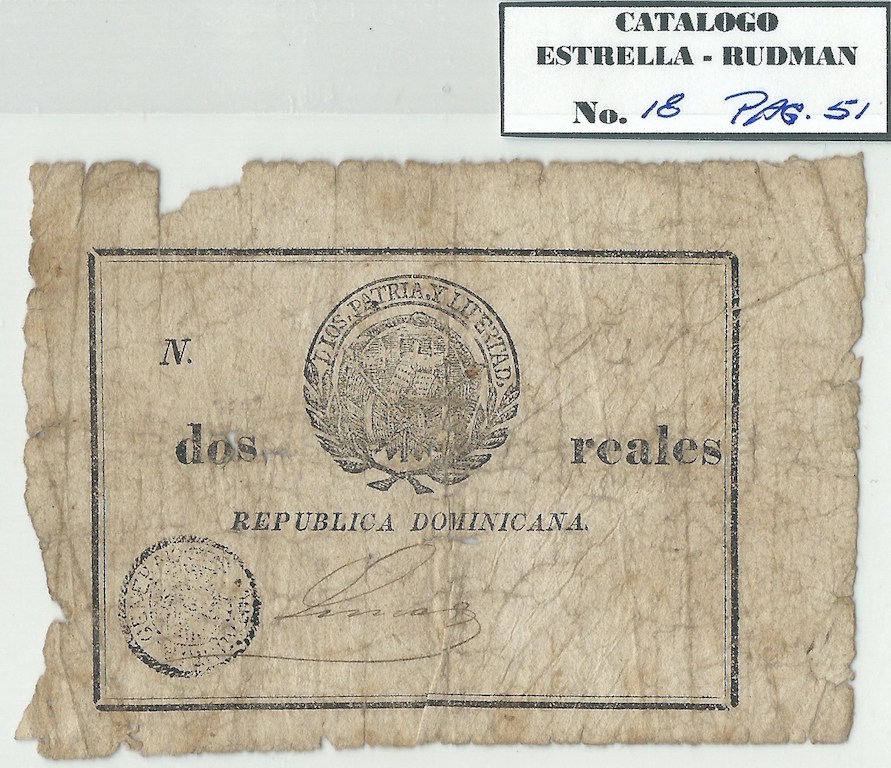 CATALOGO
ESTRELLA - RUDMAN
No. 18 PAG. 51
DIOS, PATRIA, Y LIBERTAD.
N.
dos reales
REPUBLICA DOMINICANA.